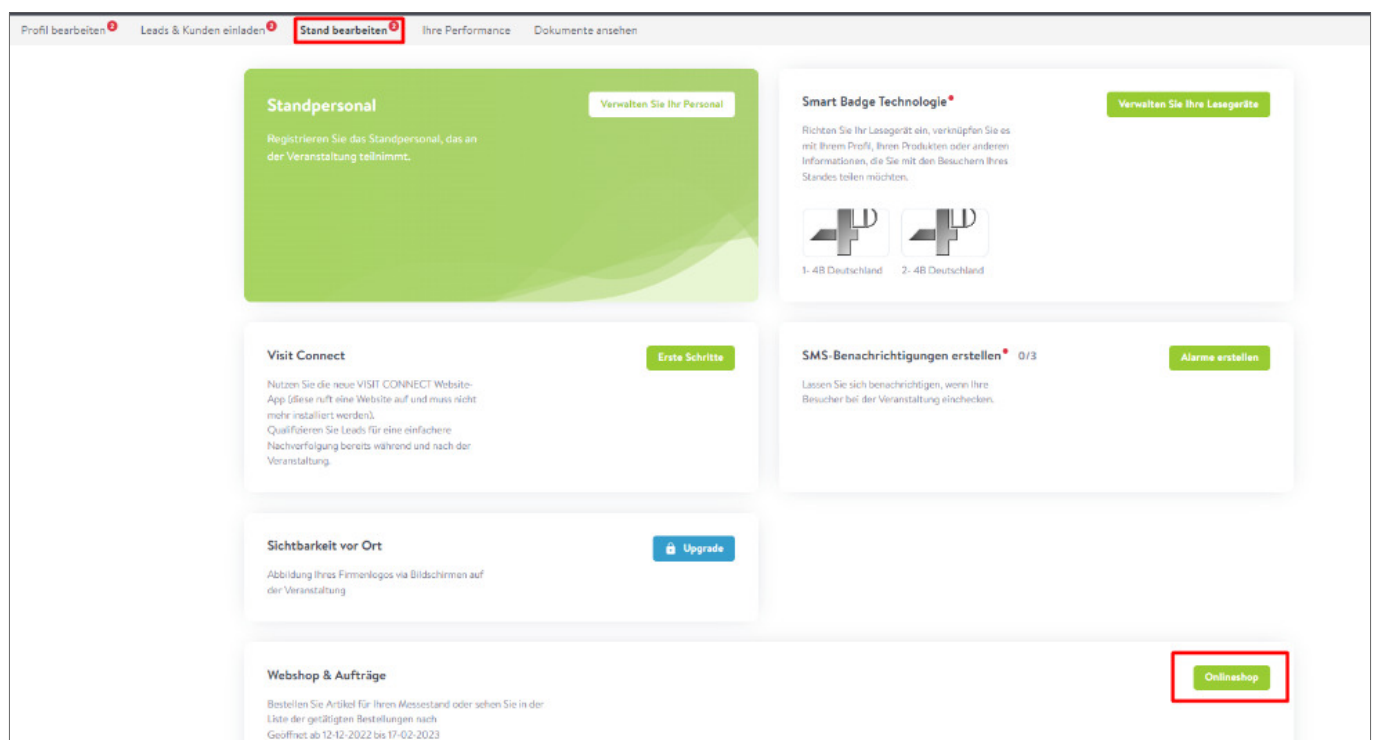 Profil bearbeiten 2 Leads & Kunden einladen 3 Stand bearbeiten 2 Ihre Performance Dokumente ansehen
Standpersonal
Verwalten Sie Ihr Personal
Registrieren Sie das Standpersonal, das an
der Veranstaltung teilnimmt.
Smart Badge Technologie
Verwalten Sie Ihre Lesegeräte
Richten Sie Ihr Lesegerät ein, verknüpfen Sie es
mit Ihrem Profil, Ihren Produkten oder anderen
Informationen, die Sie mit den Besuchern Ihres
Standes teilen möchten.
1- 4B Deutschland 2- 4B Deutschland
Visit Connect
Erste Schritte
Nutzen Sie die neue VISIT CONNECT Website-
App (diese ruft eine Website auf und muss nicht
mehr installiert werden).
Qualifizieren Sie Leads für eine einfachere
Nachverfolgung bereits während und nach der
Veranstaltung.
SMS-Benachrichtigungen erstellen 0/3
Alarme erstellen
Lassen Sie sich benachrichtigen, wenn Ihre
Besucher bei der Veranstaltung einchecken.
Sichtbarkeit vor Ort
Upgrade
Abbildung Ihres Firmenlogos via Bildschirmen auf
der Veranstaltung
Webshop & Aufträge
Onlineshop
Bestellen Sie Artikel für Ihren Messestand oder sehen Sie in der
Liste der getätigten Bestellungen nach
Geöffnet ab 12-12-2022 bis 17-02-2023